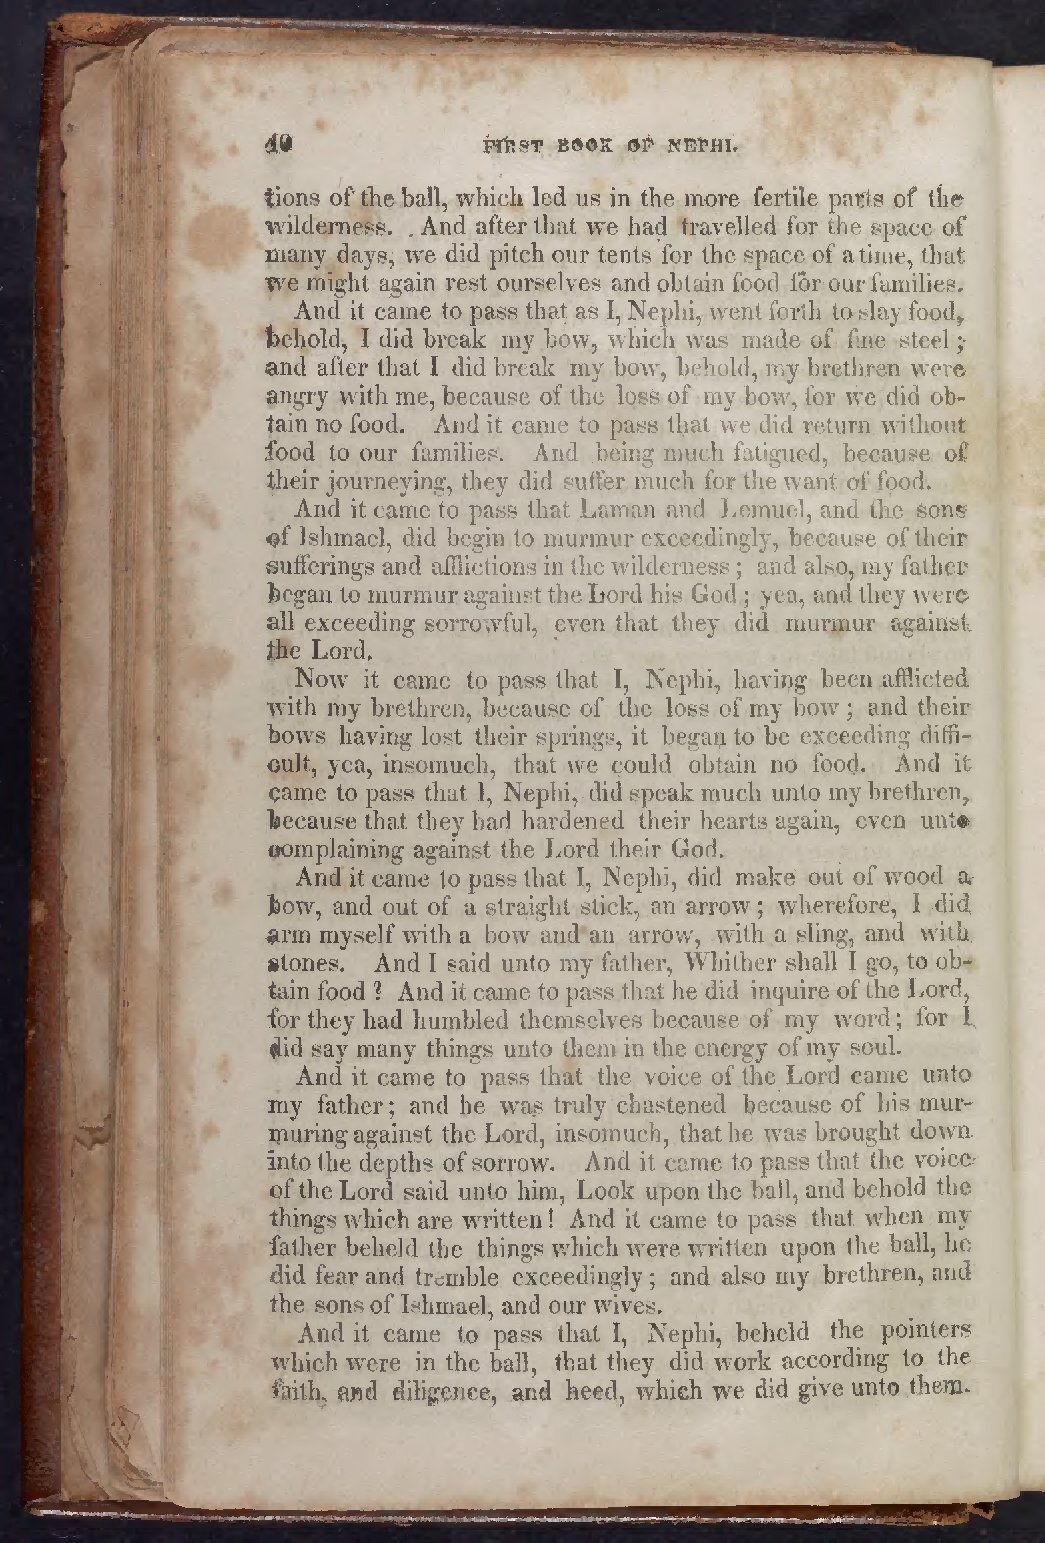 40 FIRST BOOK OF NEPHI.
tions of the ball, which led us in the more fertile parts of the
wilderness. And after that we had travelled for the space of
many days, we did pitch our tents for the space of a time, that
we might again rest ourselves and obtain food for our families.
And it came to pass that as I, Nephi, went forth to slay food,
behold, I did break my bow, which was made of fine steel;
and after that I did break my bow, behold, my brethren were
angry with me, because of the loss of my bow, for we did ob-
tain no food. And it came to pass that we did return without
food to our families. And being much fatigued, because of
their journeying, they did suffer much for the want of food.
And it came to pass that Laman and Lemuel, and the sons
of Ishmael, did begin to murmur exceedingly, because of their
sufferings and afflictions in the wilderness; and also, my father
began to murmur against the Lord his God; yea, and they were
all exceeding sorrowful, even that they did murmur against
the Lord.
Now it came to pass that I, Nephi, having been afflicted
with my brethren, because of the loss of my bow; and their
bows having lost their springs, it began to be exceeding diffi-
cult, yea, insomuch, that we could obtain no food. And it
came to pass that I, Nephi, did speak much unto my brethren,
because that they had hardened their hearts again, even unto
complaining against the Lord their God.
And it came to pass that I, Nephi, did make out of wood a
bow, and out of a straight stick, an arrow; wherefore, I did
arm myself with a bow and an arrow, with a sling, and with
stones. And I said unto my father, Whither shall I go, to ob-
tain food? And it came to pass that he did inquire of the Lord,
for they had humbled themselves because of my word; for I
did say many things unto them in the energy of my soul.
And it came to pass that the voice of the Lord came unto
my father; and he was truly chastened because of his mur-
muring against the Lord, insomuch, that he was brought down
into the depths of sorrow. And it came to pass that the voice
of the Lord said unto him, Look upon the ball, and behold the
things which are written! And it came to pass that when my
father beheld the things which were written upon the ball, he
did fear and tremble exceedingly; and also my brethren, and
the sons of Ishmael, and our wives.
And it came to pass that I, Nephi, beheld the pointers
which were in the ball, that they did work according to the
faith, and diligence, and heed, which we did give unto them.